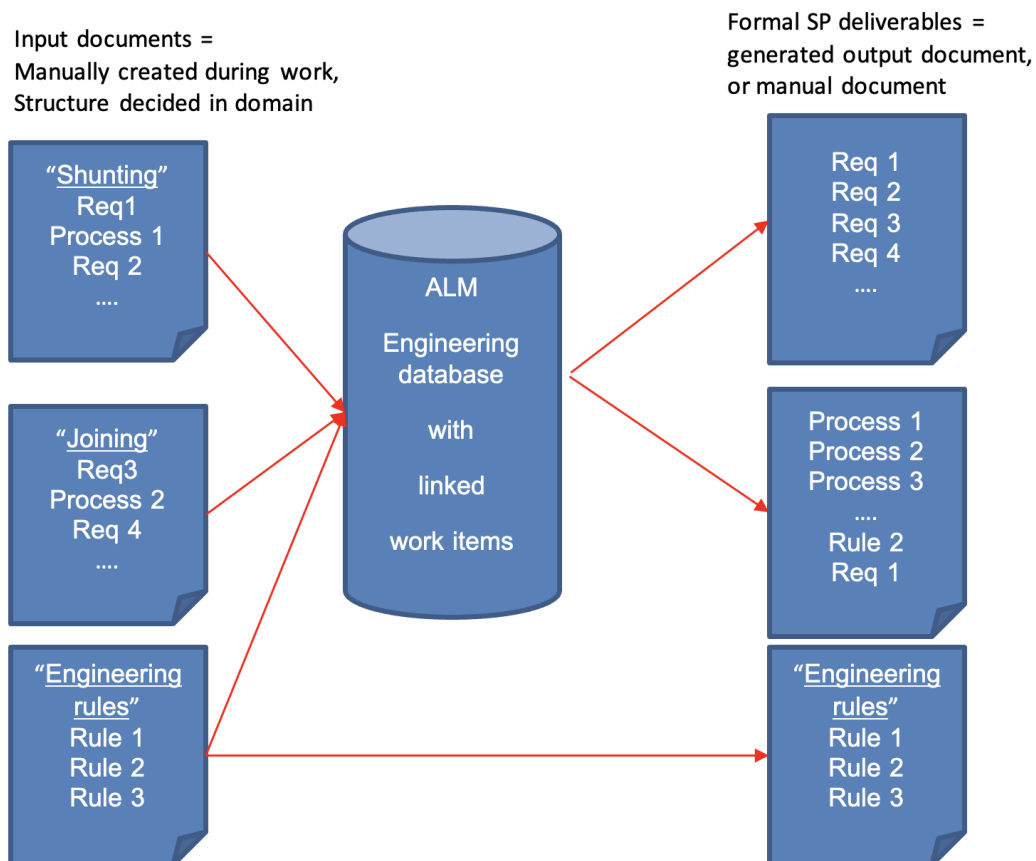 Input documents =
Manually created during work,
Structure decided in domain
Formal SP deliverables =
generated output document,
or manual document
“Shunting”
Req1
Process 1
Req 2
....
“Joining”
Req3
Process 2
Req 4
....
“Engineering
rules”
Rule 1
Rule 2
Rule 3
ALM
Engineering
database
with
linked
work items
Req 1
Req 2
Req 3
Req 4
....
Process 1
Process 2
Process 3
....
Rule 2
Req 1
“Engineering
rules”
Rule 1
Rule 2
Rule 3